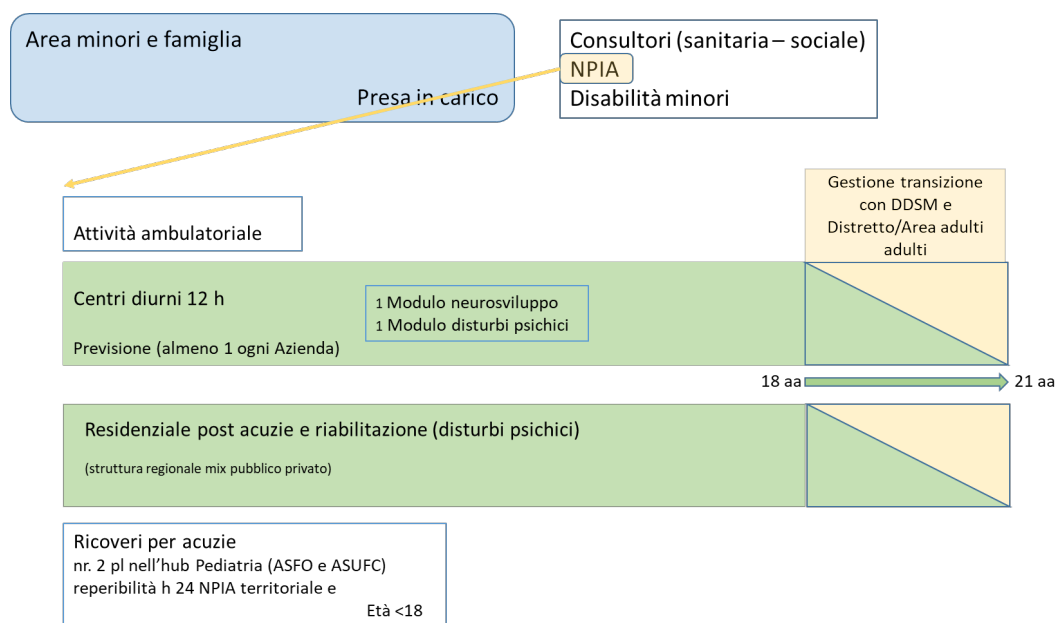 Area minori e famiglia
Presa in carico
Consultori (sanitaria – sociale)
NPIA
Disabilità minori
Gestione transizione
con DDSM e
Distretto/Area adulti
adulti
Attività ambulatoriale
Centri diurni 12 h
1 Modulo neurosviluppo
1 Modulo disturbi psichici
Previsione (almeno 1 ogni Azienda)
18 aa
21 aa
Residenziale post acuzie e riabilitazione (disturbi psichici)
(struttura regionale mix pubblico privato)
Ricoveri per acuzie
nr. 2 pl nell’hub Pediatria (ASFO e ASUFC)
reperibilità h 24 NPIA territoriale e
Età <18